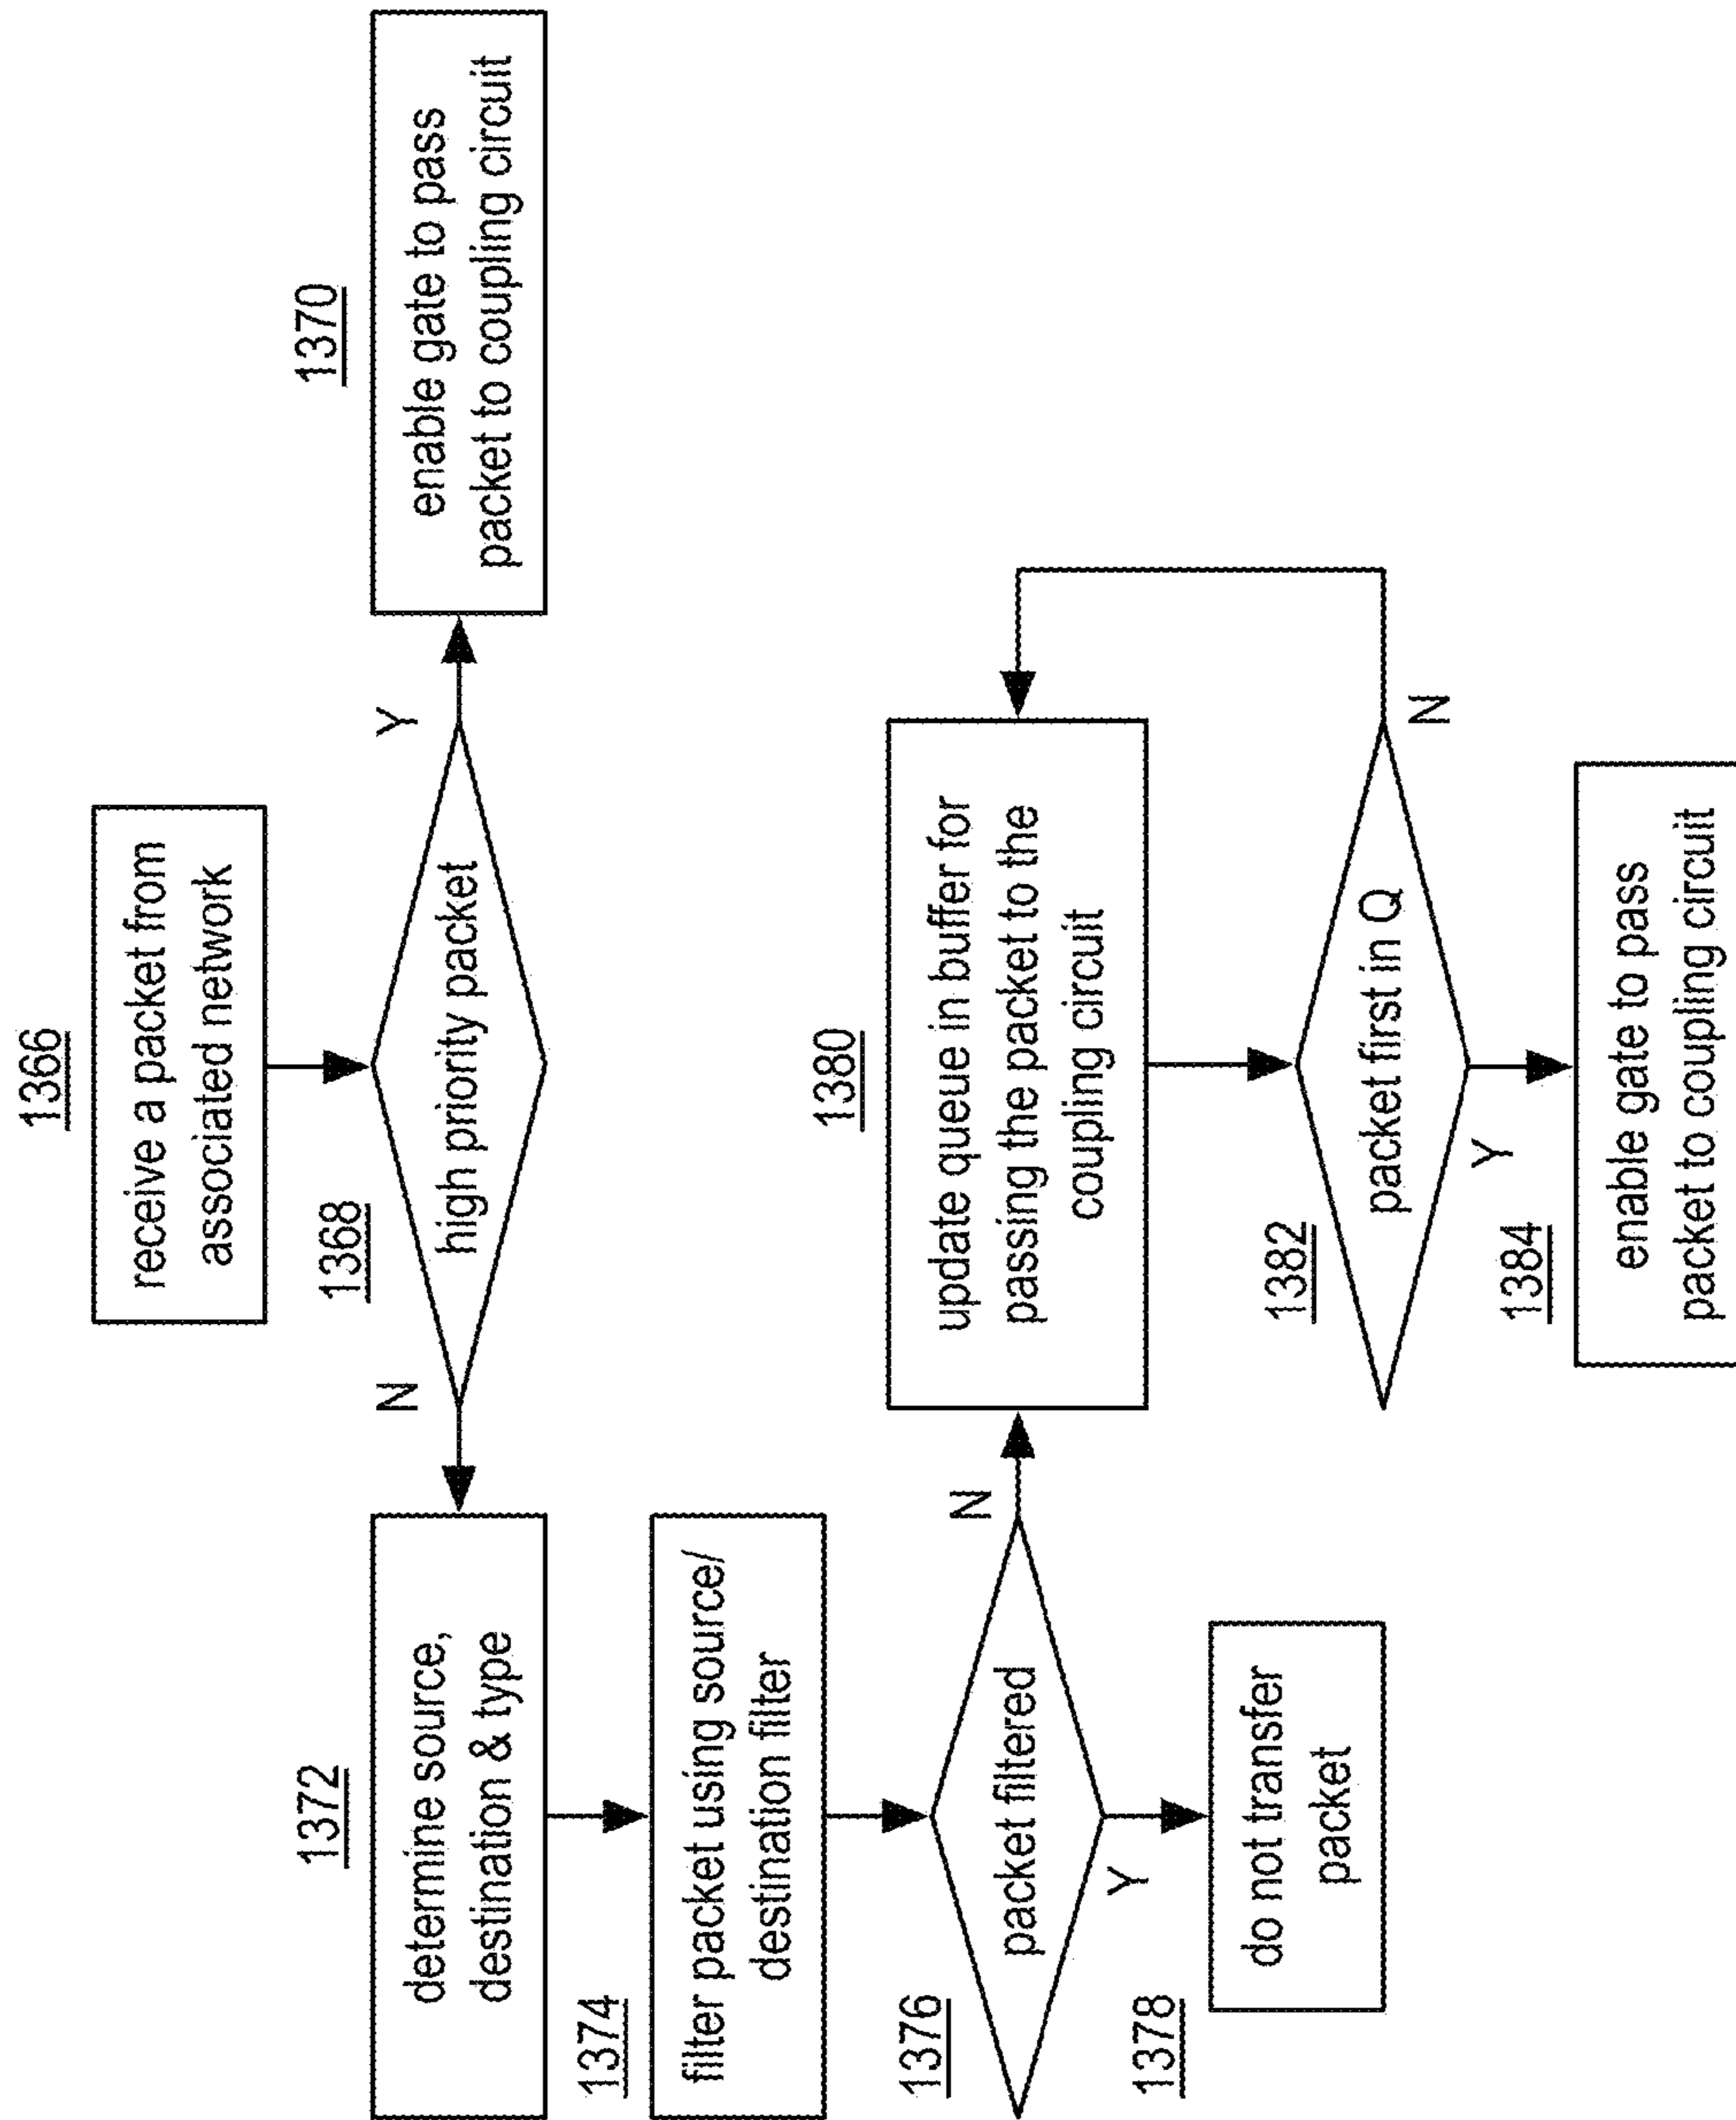 1366
receive a packet from
associated network
1368
high priority packet
Y
N
1370
enable gate to pass
packet to coupling circuit
1372
determine source,
destination & type
1374
filter packet using source/
destination filter
1376
packet filtered
N
Y
1378
do not transfer
packet
1380
update queue in buffer for
passing the packet to the
coupling circuit
1382
packet first in Q
N
Y
1384
enable gate to pass
packet to coupling circuit